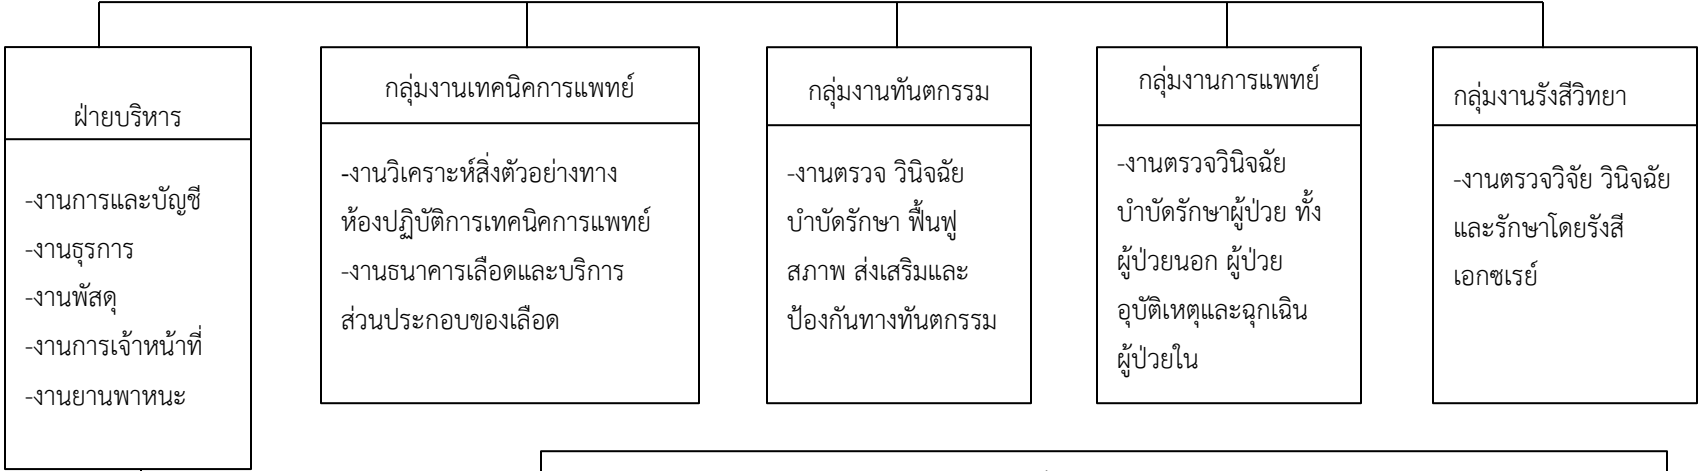 ฝ่ายบริหาร
-งานการและบัญชี
-งานธุรการ
-งานพัสดุ
-งานการเจ้าหน้าที่
-งานยานพาหนะ
กลุ่มงานเทคนิคการแพทย์
-งานวิเคราะห์สิ่งตัวอย่างทาง
ห้องปฏิบัติการเทคนิคการแพทย์
-งานธนาคารเลือดและบริการ
ส่วนประกอบของเลือด
กลุ่มงานทันตกรรม
-งานตรวจ วินิจฉัย
บำบัดรักษา ฟื้นฟู
สภาพ ส่งเสริมและ
ป้องกันทางทันตกรรม
กลุ่มงานการแพทย์
-งานตรวจวินิจฉัย
บำบัดรักษาผู้ป่วย ทั้ง
ผู้ป่วยนอก ผู้ป่วย
อุบัติเหตุและฉุกเฉิน
ผู้ป่วยใน
กลุ่มงานรังสีวิทยา
-งานตรวจวิจัย วินิจฉัย
และรักษาโดยรังสี
เอกซเรย์